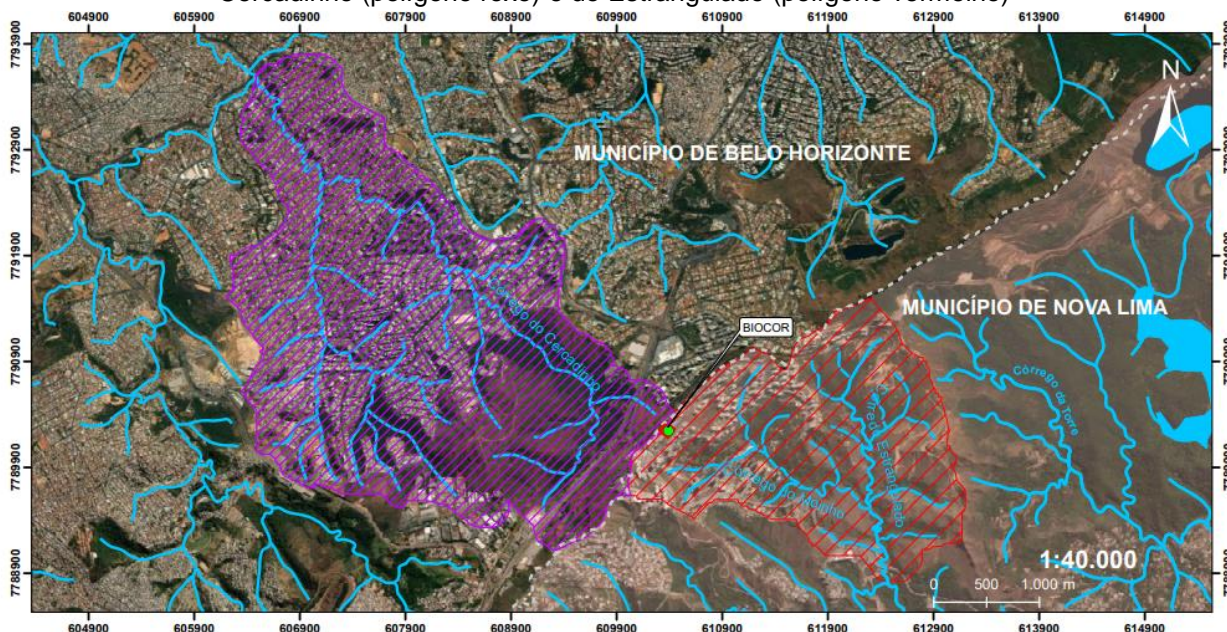 Cercadinho (polígono roxo) e do Estrangulado (polígono vermelho)
604900 605900 606900 607900 608900 609900 610900 611900 612900 613900 614900
7793900
7792900
7791900
7790900
7789900
7788900
N
MUNICÍPIO DE BELO HORIZONTE
MUNICÍPIO DE NOVA LIMA
BIOCOR
Córrego do Cercadinho
Córrego da Torre
Estrangulado
1:40.000
0 500 1.000 m
604900 605900 606900 607900 608900 609900 610900 611900 612900 613900 614900